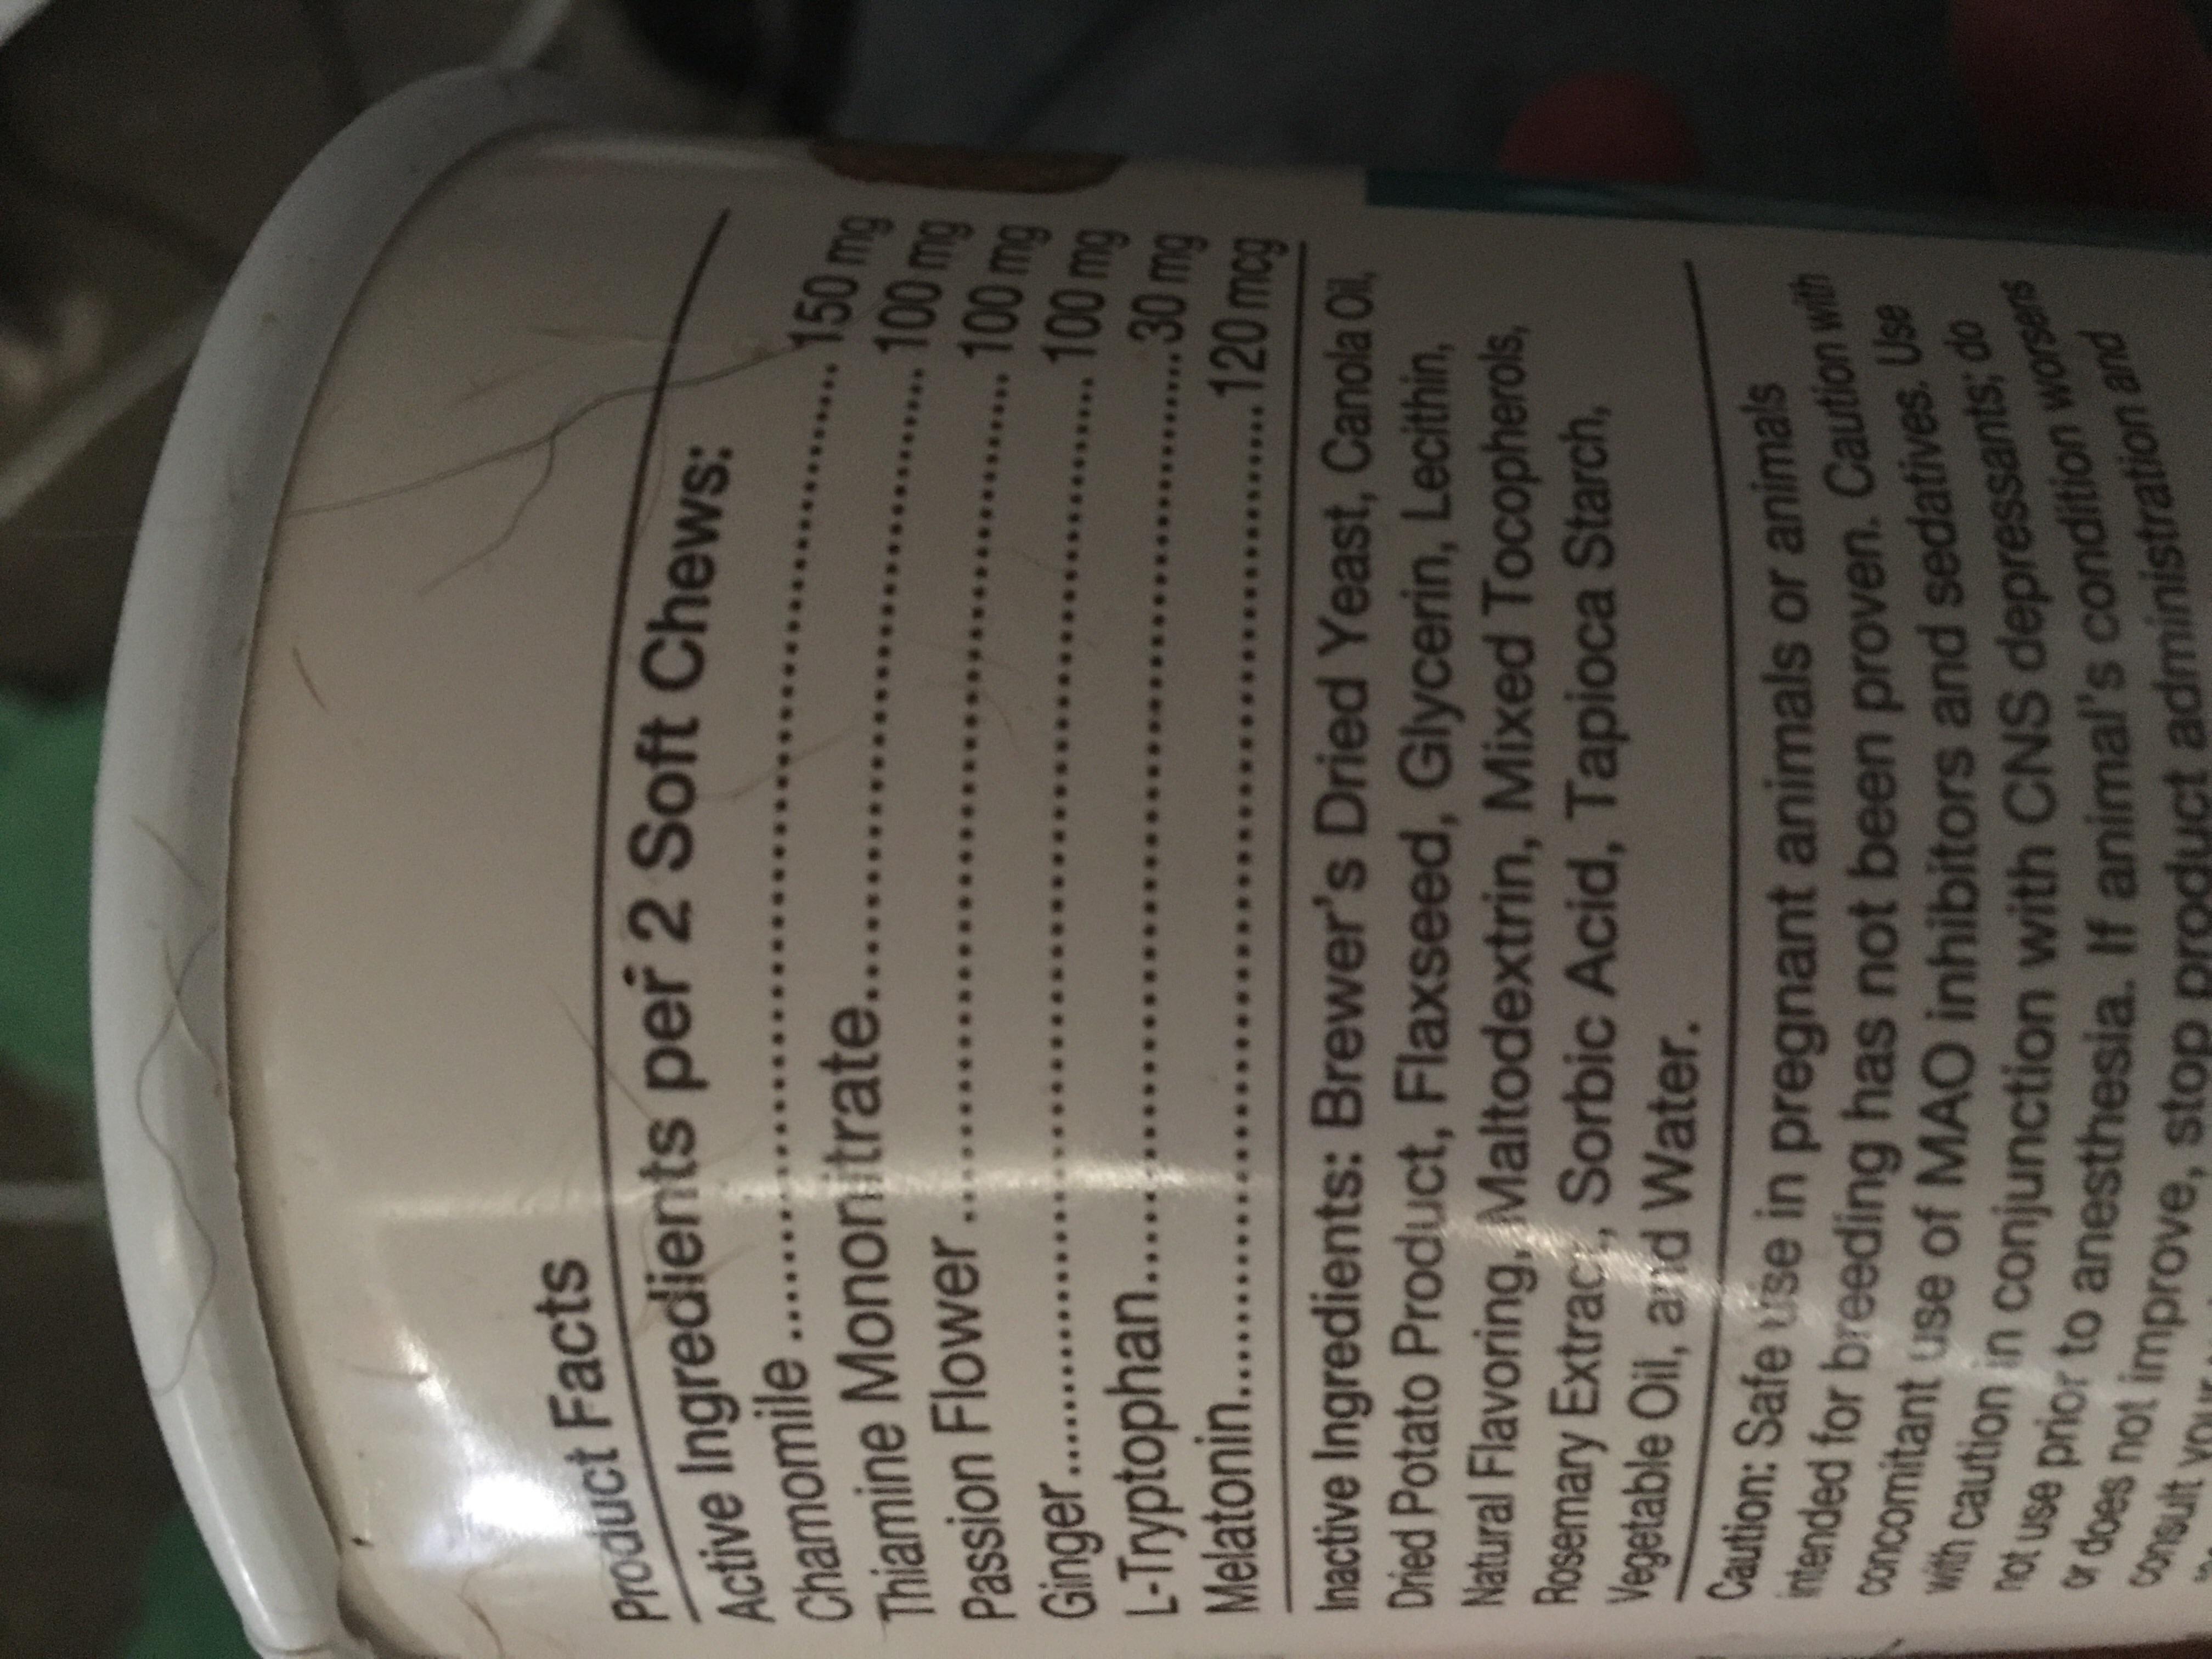 Product Facts
Active Ingredients per 2 Soft Chews:
Chamomile ........................................ 150 mg
Thiamine Mononitrate........................................ 100 mg
Passion Flower ........................................ 100 mg
Ginger........................................ 100 mg
L-Tryptophan........................................30 mg
Melatonin........................................ 120 mcg
Inactive Ingredients: Brewer's Dried Yeast, Canola Oil,
Dried Potato Product, Flaxseed, Glycerin, Lecithin,
Natural Flavoring, Maltodextrin, Mixed Tocopherols,
Rosemary Extract, Sorbic Acid, Tapioca Starch,
Vegetable Oil, and Water.
Caution: Safe use in pregnant animals or animals
intended for breeding has not been proven. Caution with
concomitant use of MAO inhibitors and sedatives. Use
with caution in conjunction with CNS depressants; do
not use prior to anesthesia. If animal's condition worsens
or does not improve, stop product administration and
consult your